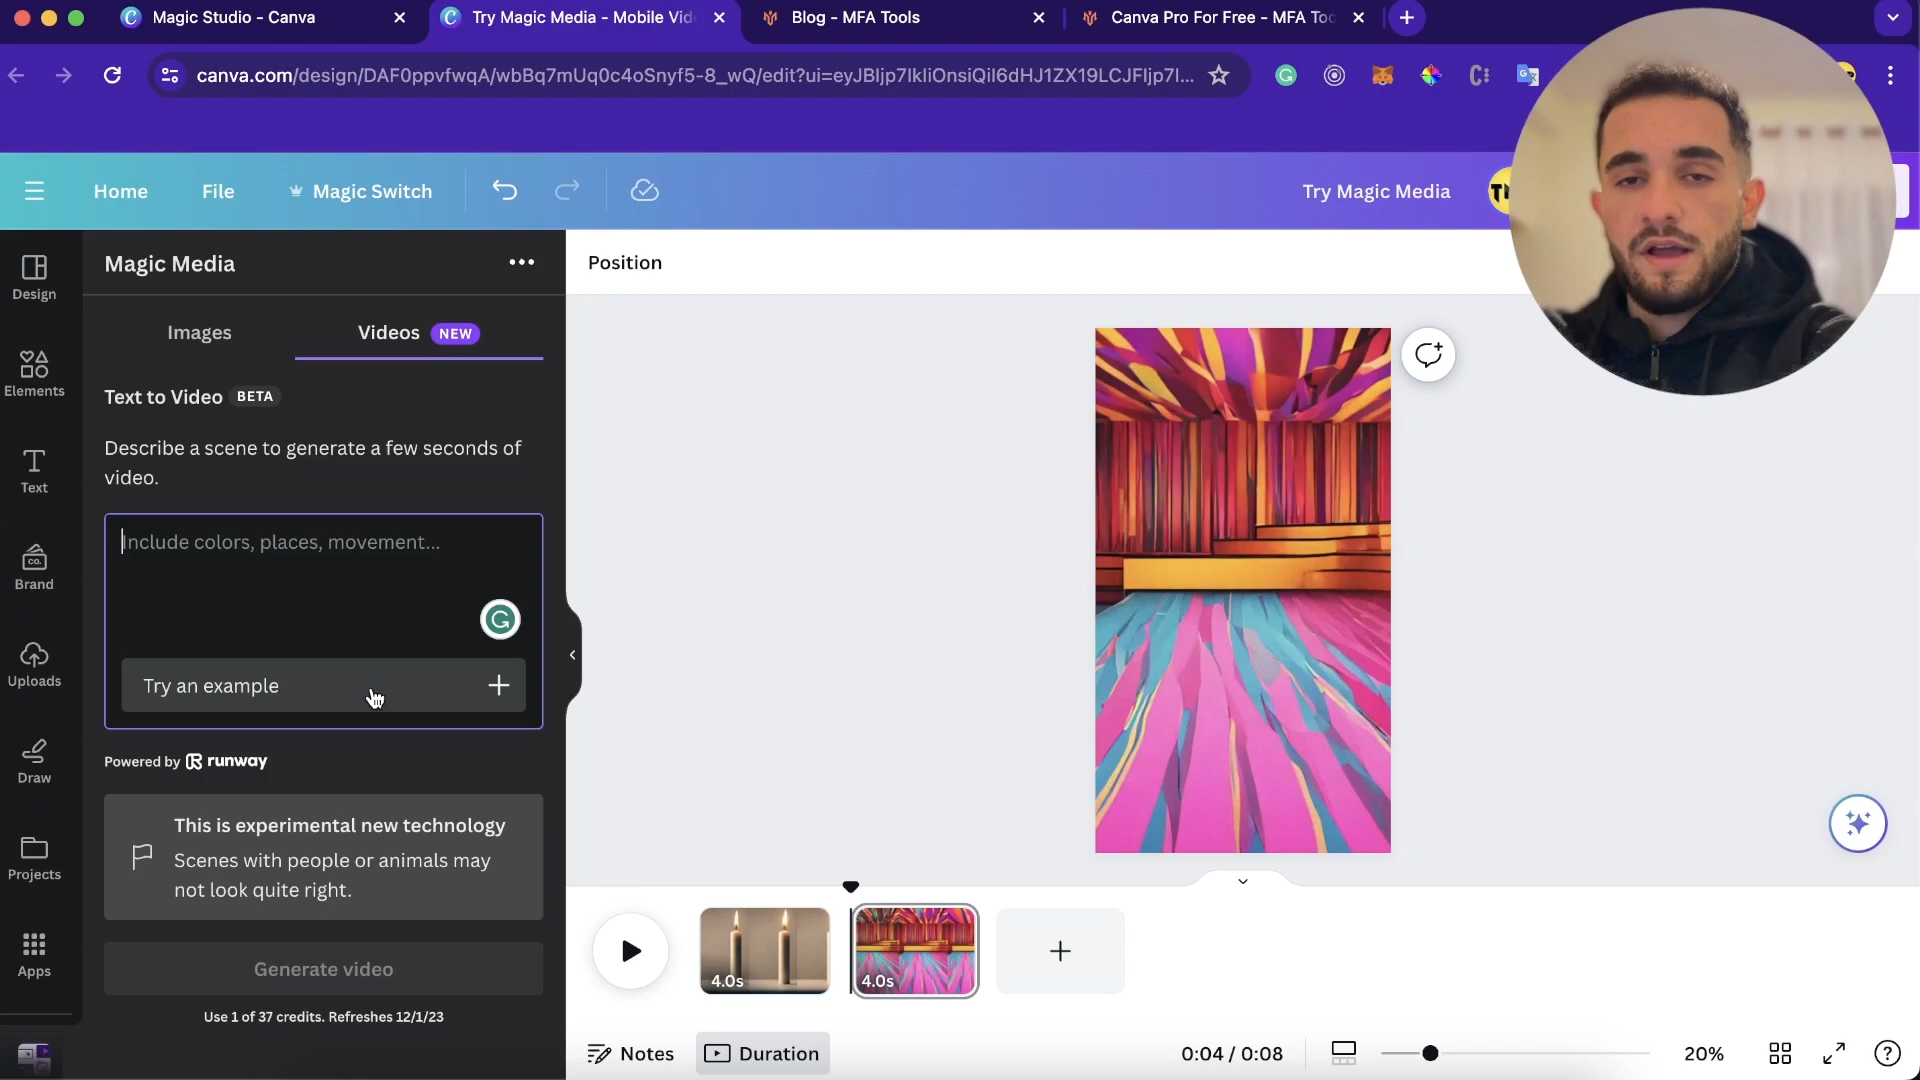 Magic Studio - Canva
Try Magic Media - Mobile Vid
Blog - MFA Tools
Canva Pro For Free - MFA Too
canva.com/design/DAF0ppvfwqA/wbBq7mUq0c4oSnyf5-8_wQ/edit?ui=eyJBIjp7IkIiOnsiQiI6dHJ1ZX19LCJFIjp7I...
Home
File
Magic Switch
Try Magic Media
Design
Elements
Text
Brand
Uploads
Draw
Projects
Apps
Magic Media
Images
Videos NEW
Text to Video BETA
Describe a scene to generate a few seconds of
video.
Include colors, places, movement...
Try an example
Powered by runway
This is experimental new technology
Scenes with people or animals may
not look quite right.
Generate video
Use 1 of 37 credits. Refreshes 12/1/23
Position
4.0s
4.0s
Notes
Duration
0:04 / 0:08
20%